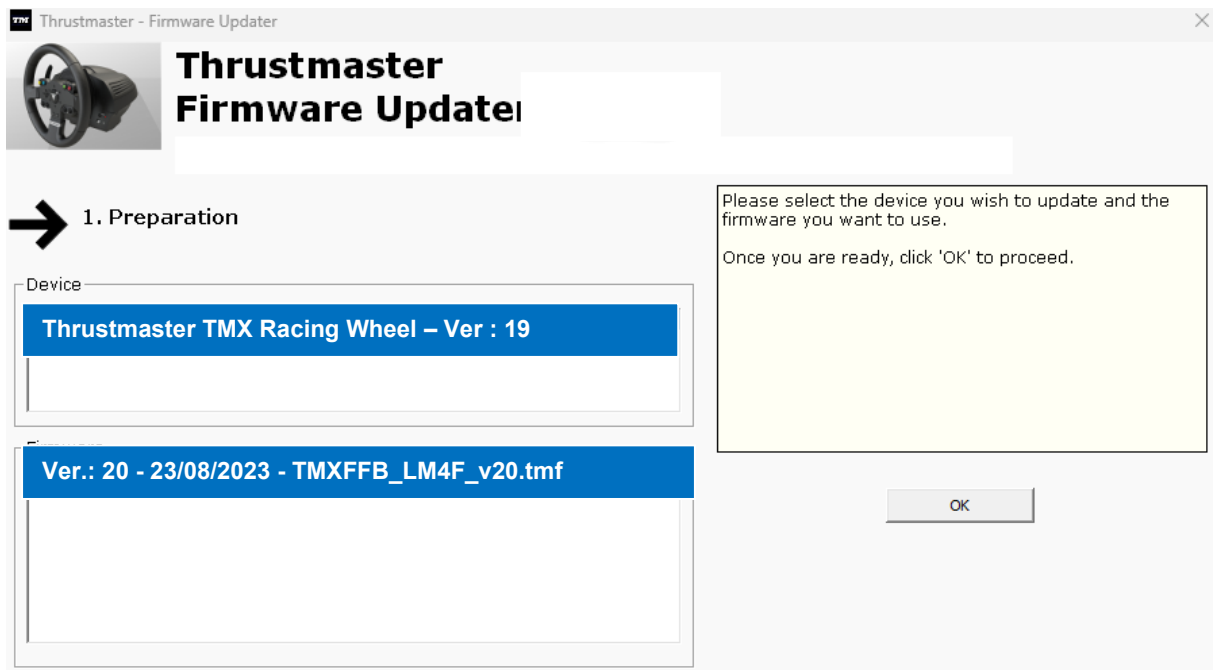 Thrustmaster - Firmware Updater
Thrustmaster
Firmware Updater
1. Preparation
Please select the device you wish to update and the
firmware you want to use.
Once you are ready, click 'OK' to proceed.
Device
Thrustmaster TMX Racing Wheel – Ver : 19
Ver.: 20 - 23/08/2023 - TMXFFB_LM4F_v20.tmf
OK